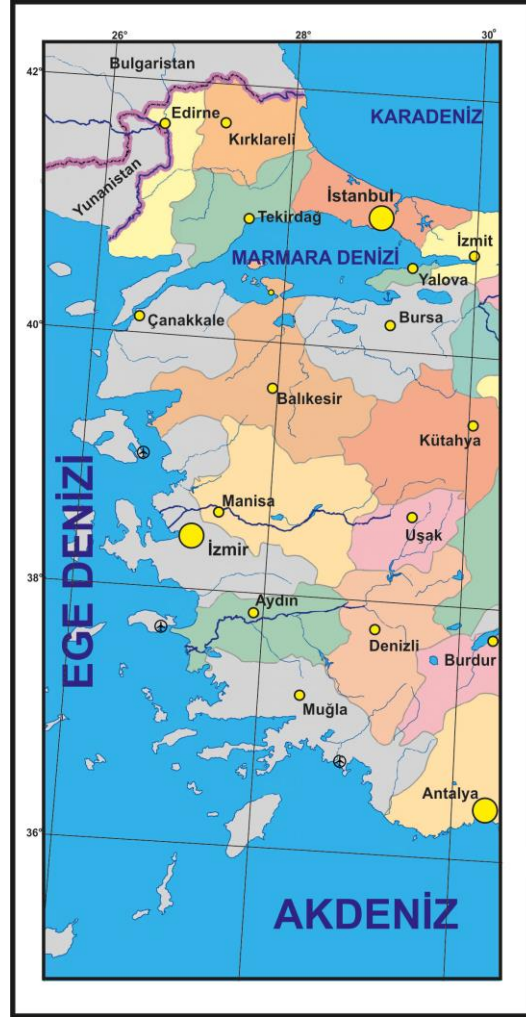 26°
28°
30°
42°
Bulgaristan
KARADENİZ
Edirne
Kırklareli
Yunanistan
İstanbul
Tekirdağ
İzmit
MARMARA DENİZİ
Yalova
40°
Çanakkale
Bursa
Balıkesir
Kütahya
EGE DENİZİ
Manisa
Uşak
İzmir
38°
Aydın
Denizli
Burdur
Muğla
Antalya
36°
AKDENİZ